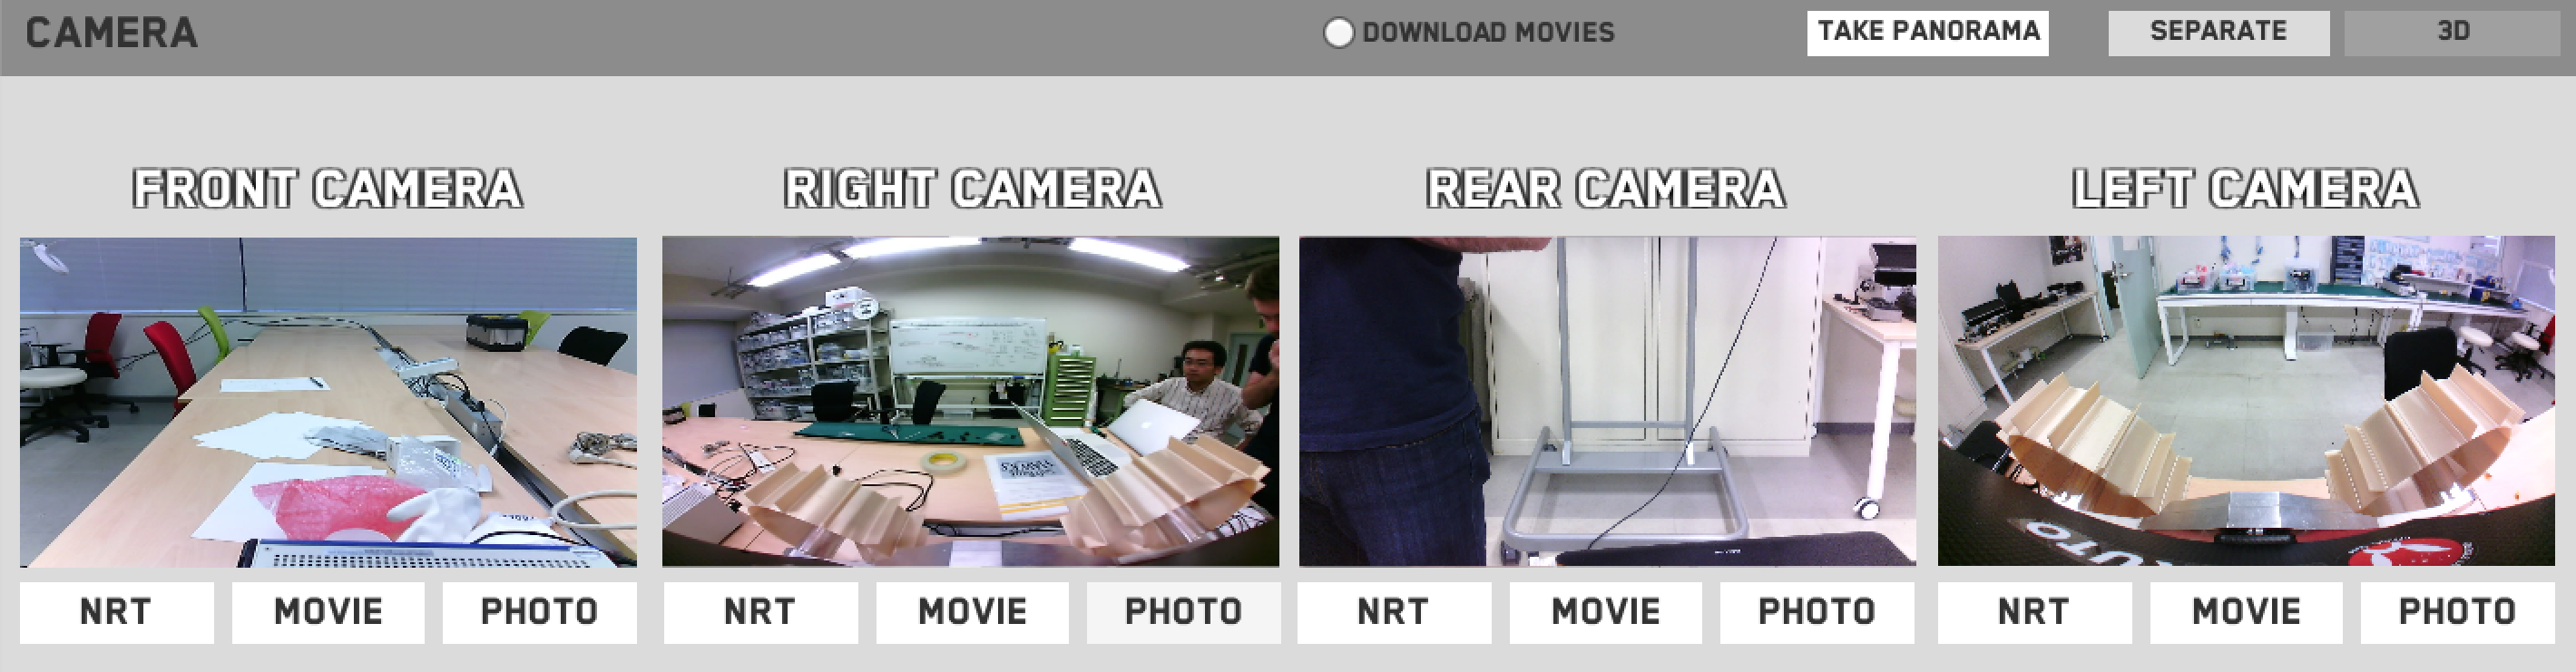 CAMERA
DOWNLOAD MOVIES
TAKE PANORAMA
SEPARATE
3D
FRONT CAMERA
RIGHT CAMERA
REAR CAMERA
LEFT CAMERA
NRT
MOVIE
PHOTO
NRT
MOVIE
PHOTO
NRT
MOVIE
PHOTO
NRT
MOVIE
PHOTO